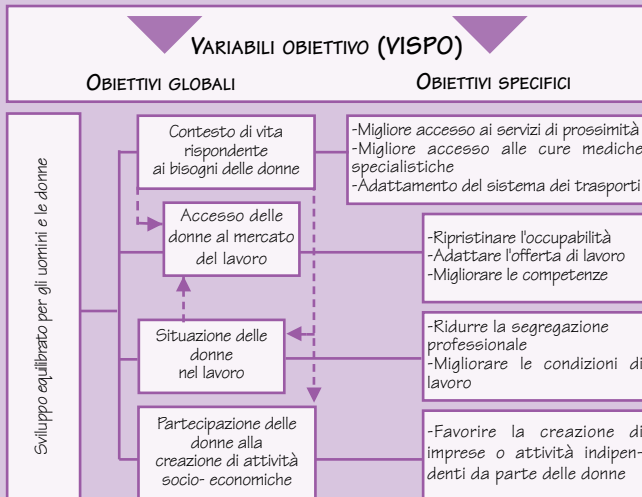 VARIABILI OBIETTIVO (VISPO)
OBIETTIVI GLOBALI
OBIETTIVI SPECIFICI
Sviluppo equilibrato per gli uomini e le donne
Contesto di vita
rispondente
ai bisogni delle donne
-Migliore accesso ai servizi di prossimità
-Migliore accesso alle cure mediche
specialistiche
-Adattamento del sistema dei trasporti
Accesso delle
donne al mercato
del lavoro
-Ripristinare l'occupabilità
-Adattare l'offerta di lavoro
-Migliorare le competenze
Situazione delle
donne
nel lavoro
-Ridurre la segregazione
professionale
-Migliorare le condizioni di
lavoro
Partecipazione delle
donne alla
creazione di attività
socio- economiche
-Favorire la creazione di
imprese o attività indipen-
denti da parte delle donne